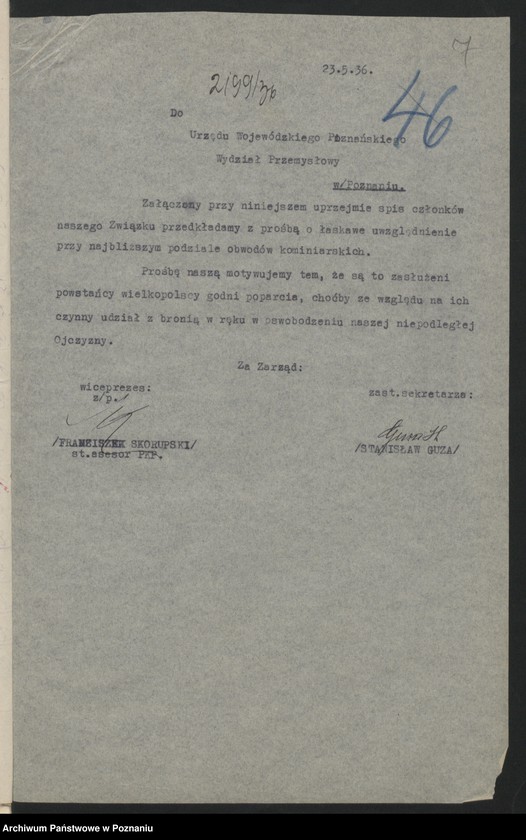 7
23.5.36.
2199/36
46
Do
Urzędu Wojewódzkiego Poznańskiego
Wydział Przemysłowy
w/Poznaniu.
Załączony przy niniejszem uprzejmie spis członków
naszego Związku przedkładamy z prośbą o łaskawe uwzględnienie
przy najbliższym podziale obwodów kominiarskich.
Prośbę naszą motywujemy tem, że są to zasłużeni
powstańcy wielkopolscy godni poparcia, choćby ze względu na ich
czynny udział z bronią w ręku w oswobodzeniu naszej niepodległej
Ojczyzny.
Za Zarząd:
wiceprezes: zast.sekretarza:
z/p.
/FRANCISZEK SKORUPSKI/ /STANISŁAW GUZA/
st.asesor PKP.
Archiwum Państwowe w Poznaniu